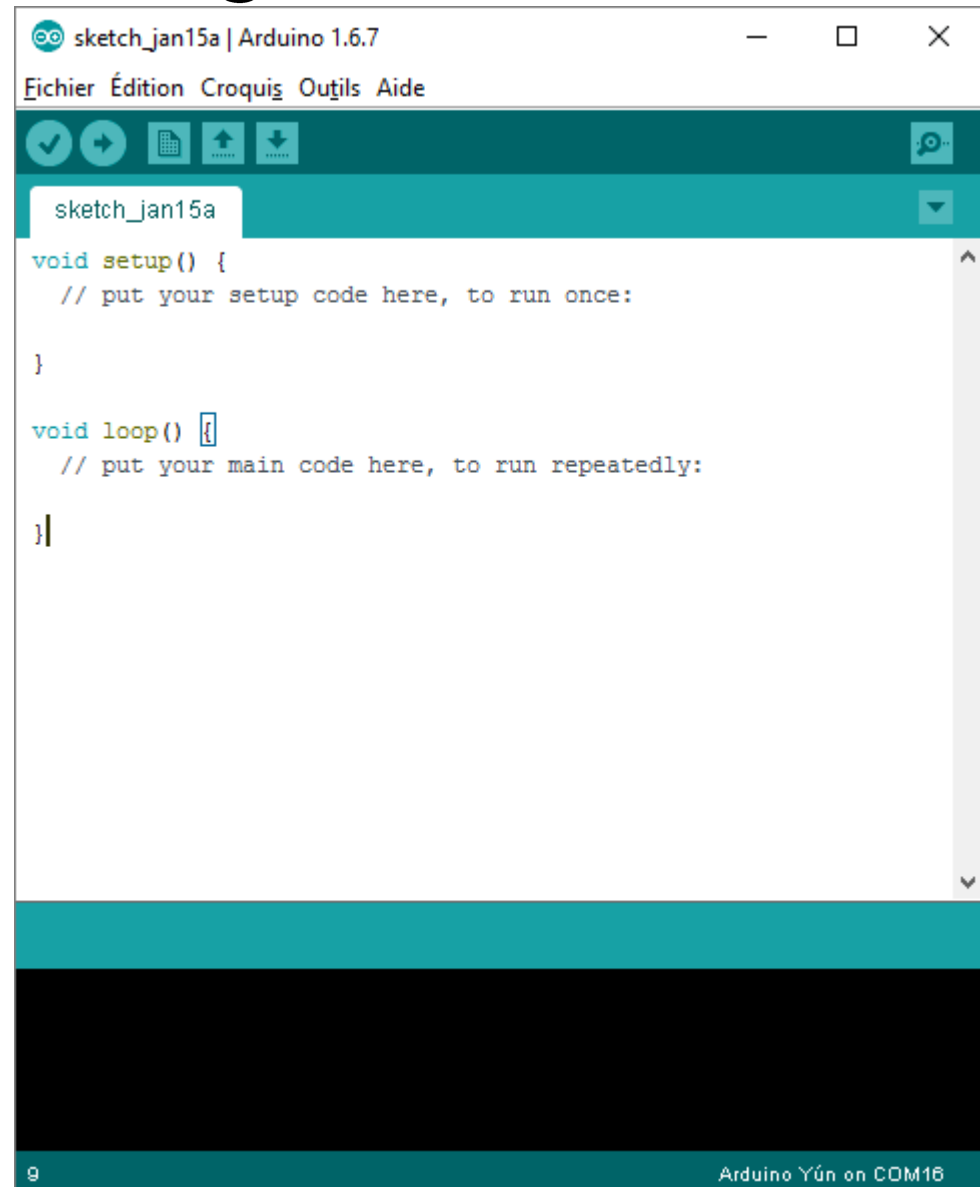 sketch_jan15a | Arduino 1.6.7
Fichier Édition Croquis Outils Aide
sketch_jan15a
void setup() {
  // put your setup code here, to run once:
}
void loop() {
  // put your main code here, to run repeatedly:
}
9 Arduino Yún on COM16